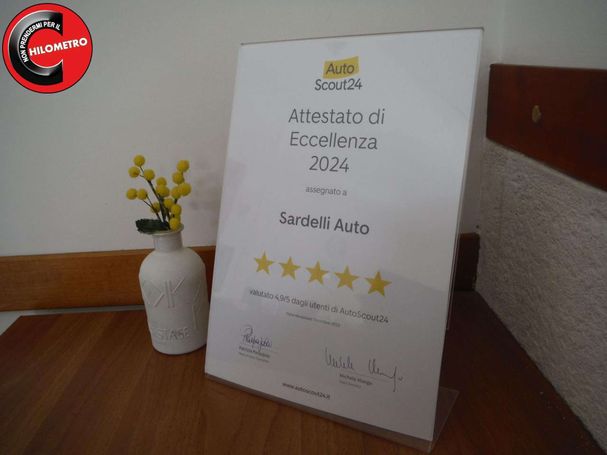 NON PRENDERMI PER IL
CHILOMETRO
Auto
Scout24
Attestato di
Eccellenza
2024
assegnato a
Sardelli Auto
valutato 4,9/5 dagli utenti di AutoScout24
www.autoscout24.it